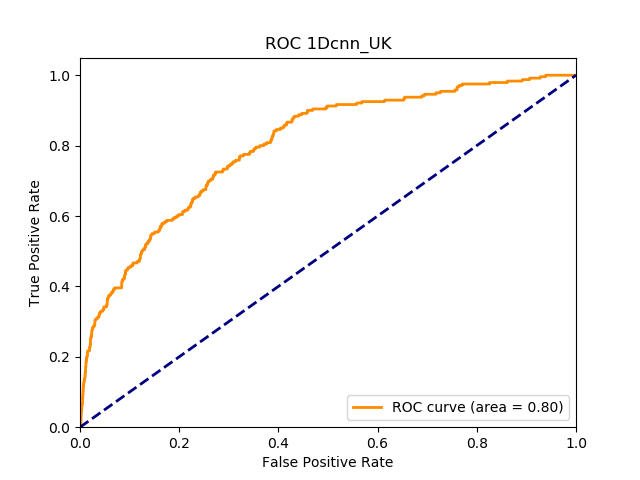 ROC 1Dcnn_UK
True Positive Rate
1.0
0.8
0.6
0.4
0.2
0.0
ROC curve (area = 0.80)
0.0 0.2 0.4 0.6 0.8 1.0
False Positive Rate